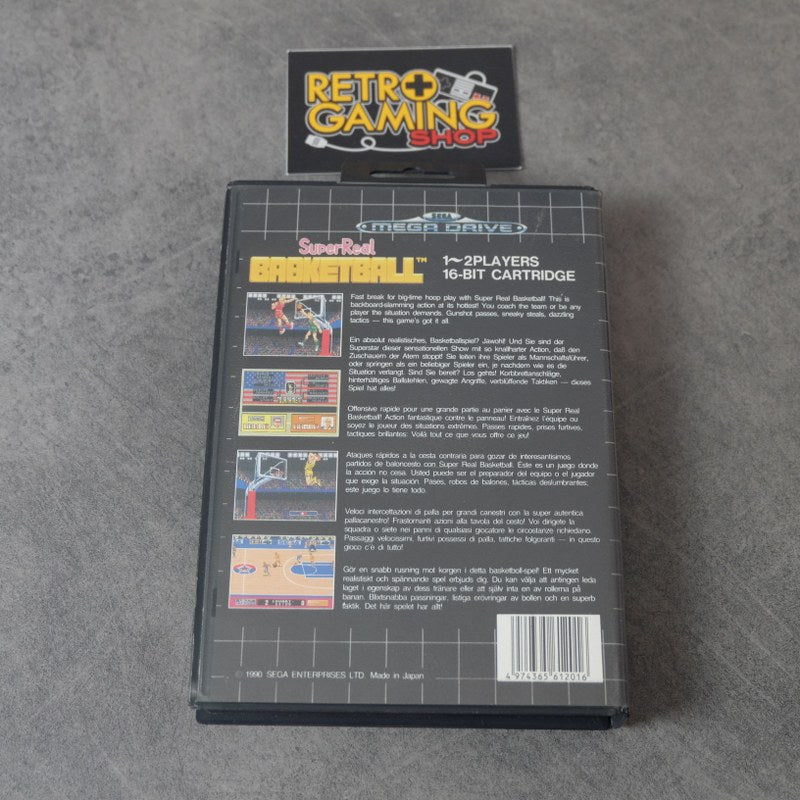 RETRO
GAMING
SHOP
SEGA
MEGA DRIVE
Super Real
BASKETBALL™
1~2PLAYERS
16-BIT CARTRIDGE
Fast break for big-time hoop play with Super Real Basketball! This is
backboard-slamming action at its hottest! You coach the team or be any
player the situation demands. Gunshot passes, sneaky steals, dazzling
tactics — this game's got it all.
Ein absolut realistisches, Basketballspiel? Jawohl! Und Sie sind der
Superstar dieser sensationellen Show mit so knallharter Action, daß den
Zuschauern der Atem stoppt! Sie leiten ihre Spieler als Mannschaftsführer,
oder springen als ein beliebiger Spieler ein, je nachdem wie es die
Situation verlangt. Sind Sie bereit? Los gehts! Korbbrettanschläge,
hinterhältiges Ballstehlen, gewagte Angriffe, verblüffende Taktiken — dieses
Spiel hat alles!
Offensive rapide pour une grande partie au panier avec le Super Real
Basketball! Action fantastique contre le panneau! Entraînez l'équipe ou
soyez le joueur des situations extrêmes. Passes rapides, prises furtives,
tactiques brillantes: Voilà tout ce que vous offre ce jeu!
Ataques rápidos a la cesta contraria para gozar de interesantísimos
partidos de baloncesto con Super Real Basketball. Este es un juego donde
la acción no cesa. Usted puede ser el preparador del equipo o el jugador
que exige la situación. Pases, robos de balones, tácticas deslumbrantes:
este juego lo tiene todo.
Veloci intercettazioni di palla per grandi canestri con la super autentica
pallacanestro! Frastornanti azioni alla tavola del cesto! Voi dirigete la
squadra o siete nei panni di qualsiasi giocatore le circostanze richiedano.
Passaggi velocissimi, furtivi possessi di palla, tattiche folgoranti — in questo
gioco c'è di tutto!
Gör en snabb rusning mot korgen i detta basketboll-spel! Ett mycket
realistiskt och spännande spel erbjuds dig. Du kan välja att antingen leda
laget i egenskap av dess tränare eller att själv inta en av rollerna på
banan. Blixtsnabba passningar, listiga erövringar av bollen och en superb
taktik. Det här spelet har allt!
© 1990 SEGA ENTERPRISES LTD. Made in Japan
4 974365 612016